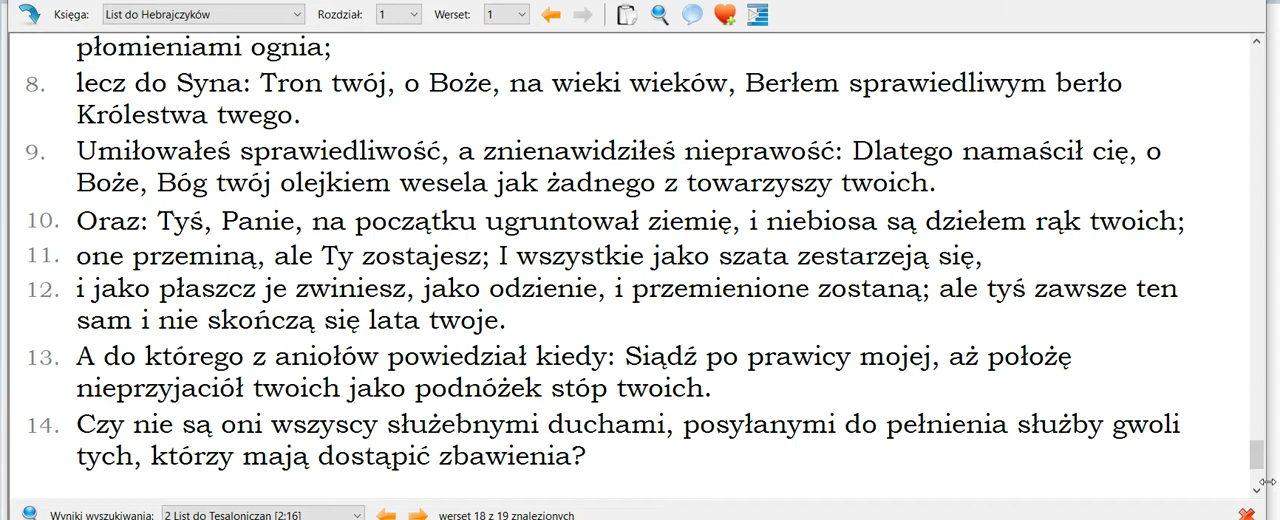 Księga: List do Hebrajczyków Rozdział: 1 Werset: 1
płomieniami ognia;
8. lecz do Syna: Tron twój, o Boże, na wieki wieków, Berłem sprawiedliwym berło
Królestwa twego.
9. Umiłowałeś sprawiedliwość, a znienawidziłeś nieprawość: Dlatego namaścił cię, o
Boże, Bóg twój olejkiem wesela jak żadnego z towarzyszy twoich.
10. Oraz: Tyś, Panie, na początku ugruntował ziemię, i niebiosa są dziełem rąk twoich;
11. one przeminą, ale Ty zostajesz; I wszystkie jako szata zestarzeją się,
12. i jako płaszcz je zwiniesz, jako odzienie, i przemienione zostaną; ale tyś zawsze ten
sam i nie skończą się lata twoje.
13. A do którego z aniołów powiedział kiedy: Siądź po prawicy mojej, aż położę
nieprzyjaciół twoich jako podnóżek stóp twoich.
14. Czy nie są oni wszyscy służebnymi duchami, posyłanymi do pełnienia służby gwoli
tych, którzy mają dostąpić zbawienia?
Wyniki wyszukiwania: 2 List do Tesaloniczan [2:16] werset 18 z 19 znalezionych